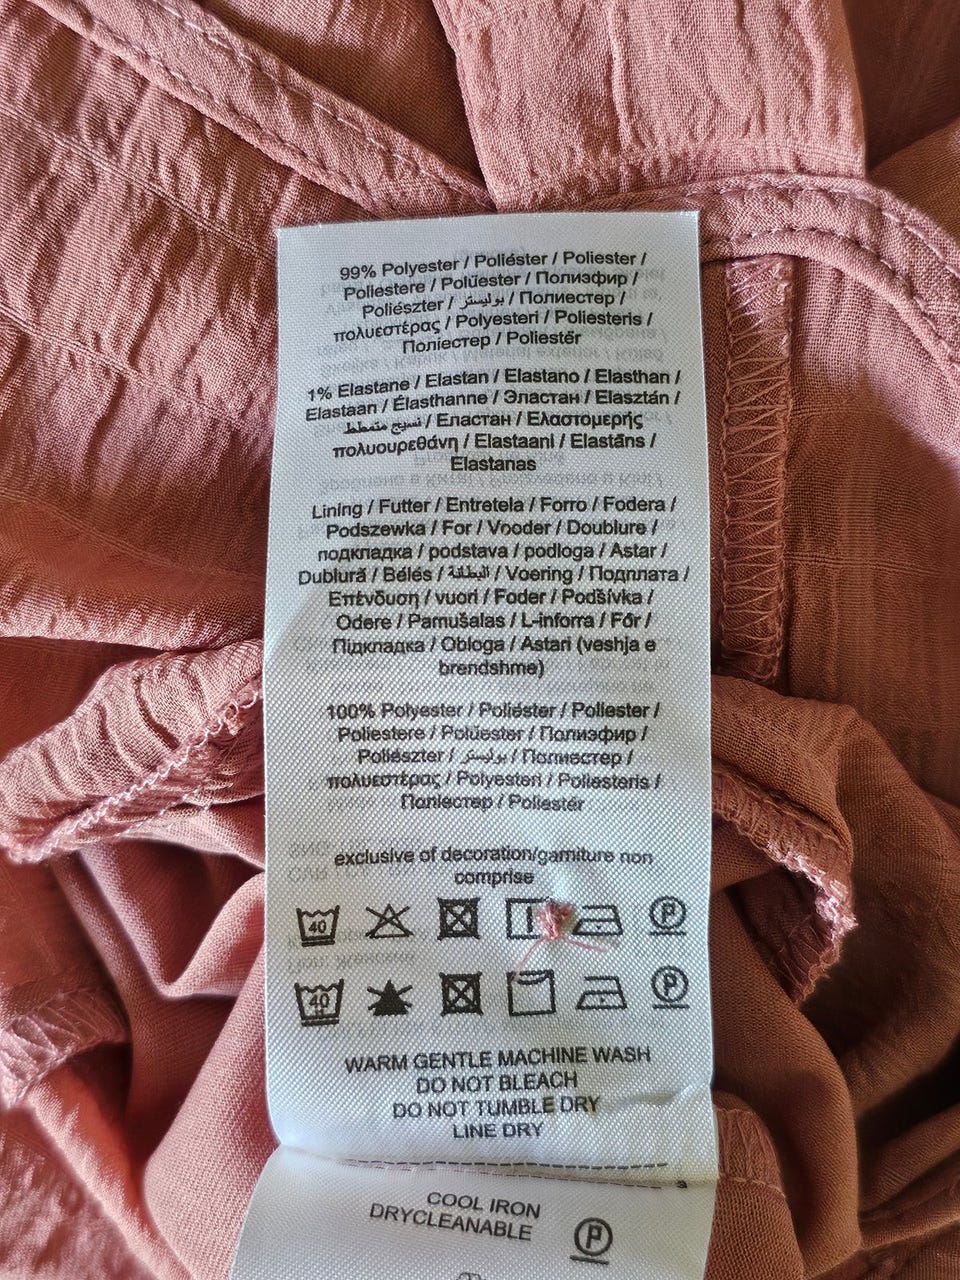 99% Polyester / Poliéster / Poliester /
Poliestere / Polüester / Полиэфир /
Poliészter / بوليستر / Полиестер /
πολυεστέρας / Polyesteri / Poliesteris /
Поліестер / Poliestër
1% Elastane / Elastan / Elastano / Elasthan /
Elastaan / Élasthanne / Эластан / Elasztán /
نسيج متمطط / Еластан / Ελαστομερής
πολυουρεθάνη / Elastaani / Elastāns /
Elastanas
Lining / Futter / Entretela / Forro / Fodera /
Podszewka / For / Vooder / Doublure /
подкладка / podstava / podloga / Astar /
Dublură / Bélés / البطانة / Voering / Подплата /
Επένδυση / vuori / Foder / Podšívka /
Odere / Pamušalas / L-inforra / Fór /
Підкладка / Obloga / Astari (veshja e
brendshme)
100% Polyester / Poliéster / Poliester /
Poliestere / Polüester / Полиэфир /
Poliészter / بوليستر / Полиестер /
πολυεστέρας / Polyesteri / Poliesteris /
Поліестер / Poliestër
exclusive of decoration/garniture non
comprise
40 P
40 P
WARM GENTLE MACHINE WASH
DO NOT BLEACH
DO NOT TUMBLE DRY
LINE DRY
COOL IRON
DRYCLEANABLE P